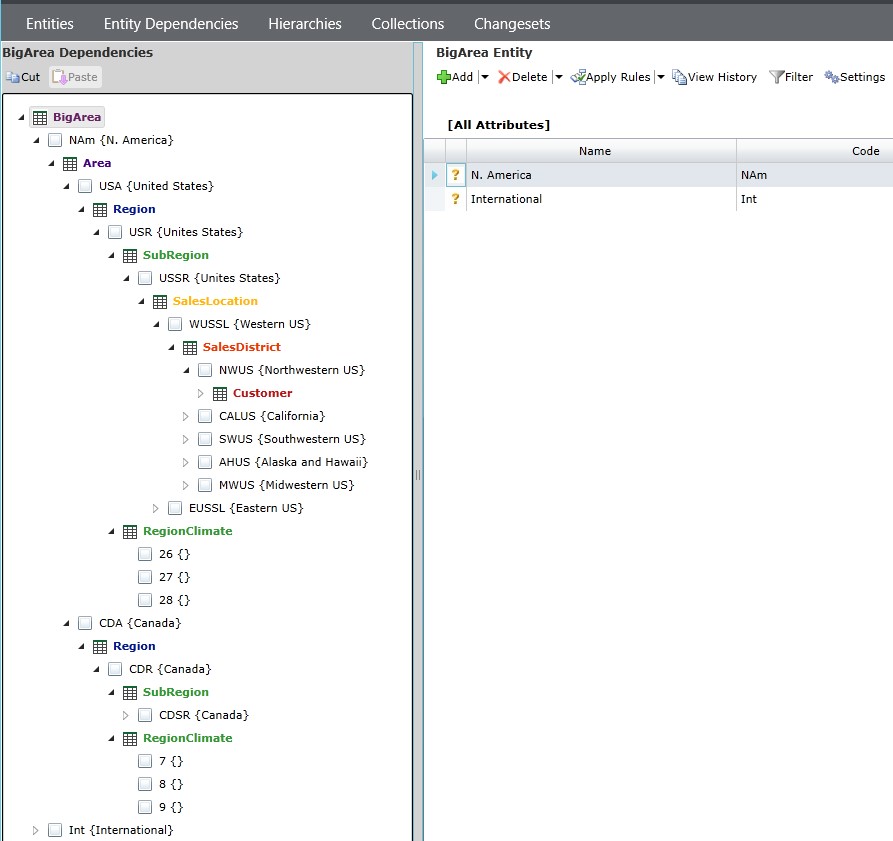 Entities Entity Dependencies Hierarchies Collections Changesets
BigArea Dependencies
Cut Paste
BigArea
NAm {N. America}
Area
USA {United States}
Region
USR {Unites States}
SubRegion
USSR {Unites States}
SalesLocation
WUSSL {Western US}
SalesDistrict
NWUS {Northwestern US}
Customer
CALUS {California}
SWUS {Southwestern US}
AHUS {Alaska and Hawaii}
MWUS {Midwestern US}
EUSSL {Eastern US}
RegionClimate
26 {}
27 {}
28 {}
CDA {Canada}
Region
CDR {Canada}
SubRegion
CDSR {Canada}
RegionClimate
7 {}
8 {}
9 {}
Int {International}
BigArea Entity
Add Delete Apply Rules View History Filter Settings
[All Attributes]
Name Code
? N. America NAm
? International Int